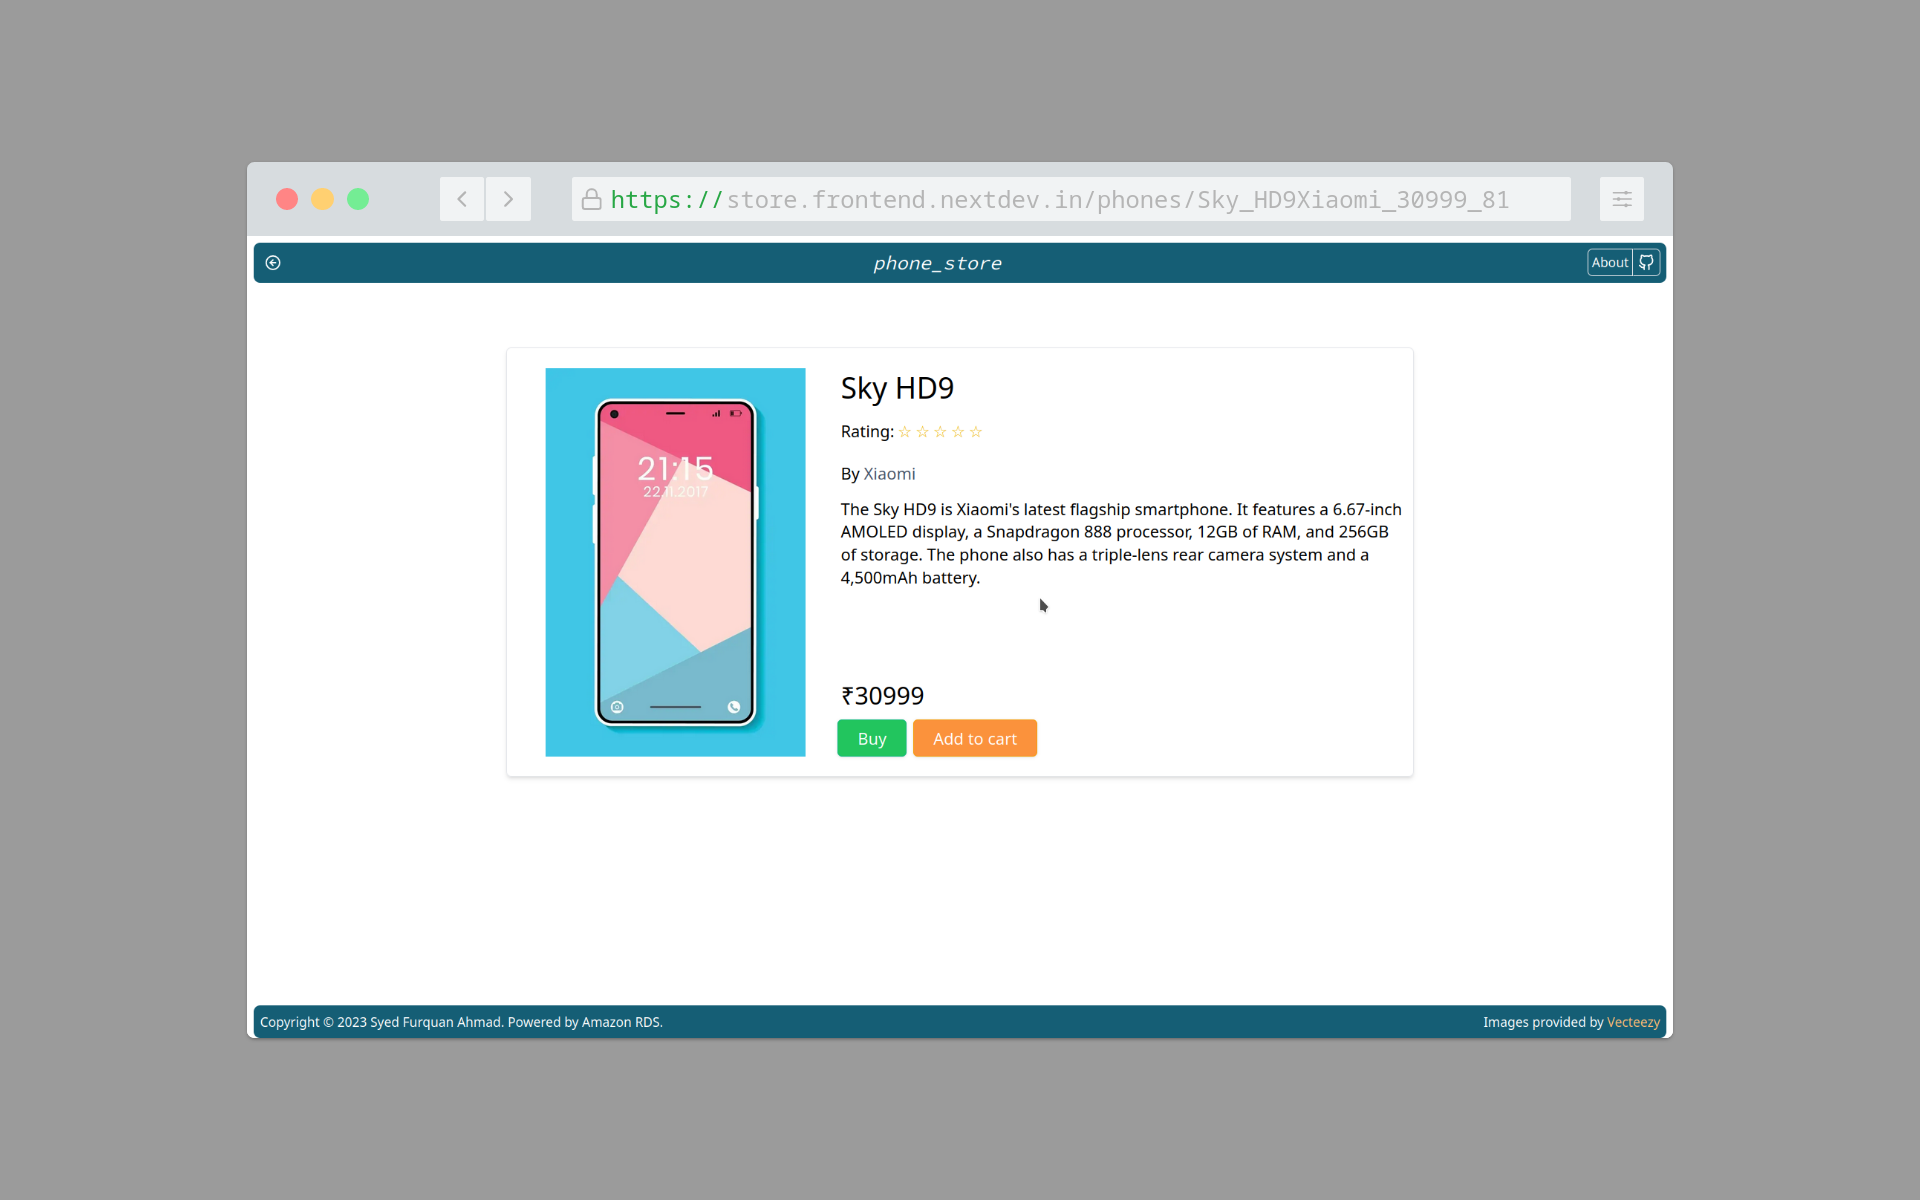 https://store.frontend.nextdev.in/phones/Sky_HD9Xiaomi_30999_81
phone_store
About
21:15
22.11.2017
Sky HD9
Rating: ☆ ☆ ☆ ☆ ☆
By Xiaomi
The Sky HD9 is Xiaomi's latest flagship smartphone. It features a 6.67-inch
AMOLED display, a Snapdragon 888 processor, 12GB of RAM, and 256GB
of storage. The phone also has a triple-lens rear camera system and a
4,500mAh battery.
₹30999
Buy
Add to cart
Copyright © 2023 Syed Furquan Ahmad. Powered by Amazon RDS.
Images provided by Vecteezy